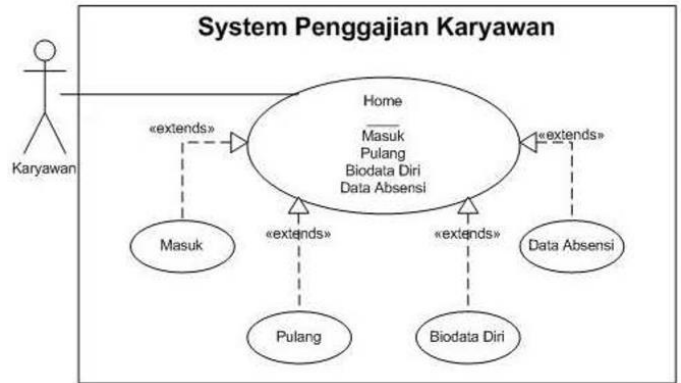 System Penggajian Karyawan
Karyawan
Home
Masuk
Pulang
Biodata Diri
Data Absensi
«extends»
«extends»
«extends»
«extends»
Masuk
Data Absensi
Pulang
Biodata Diri